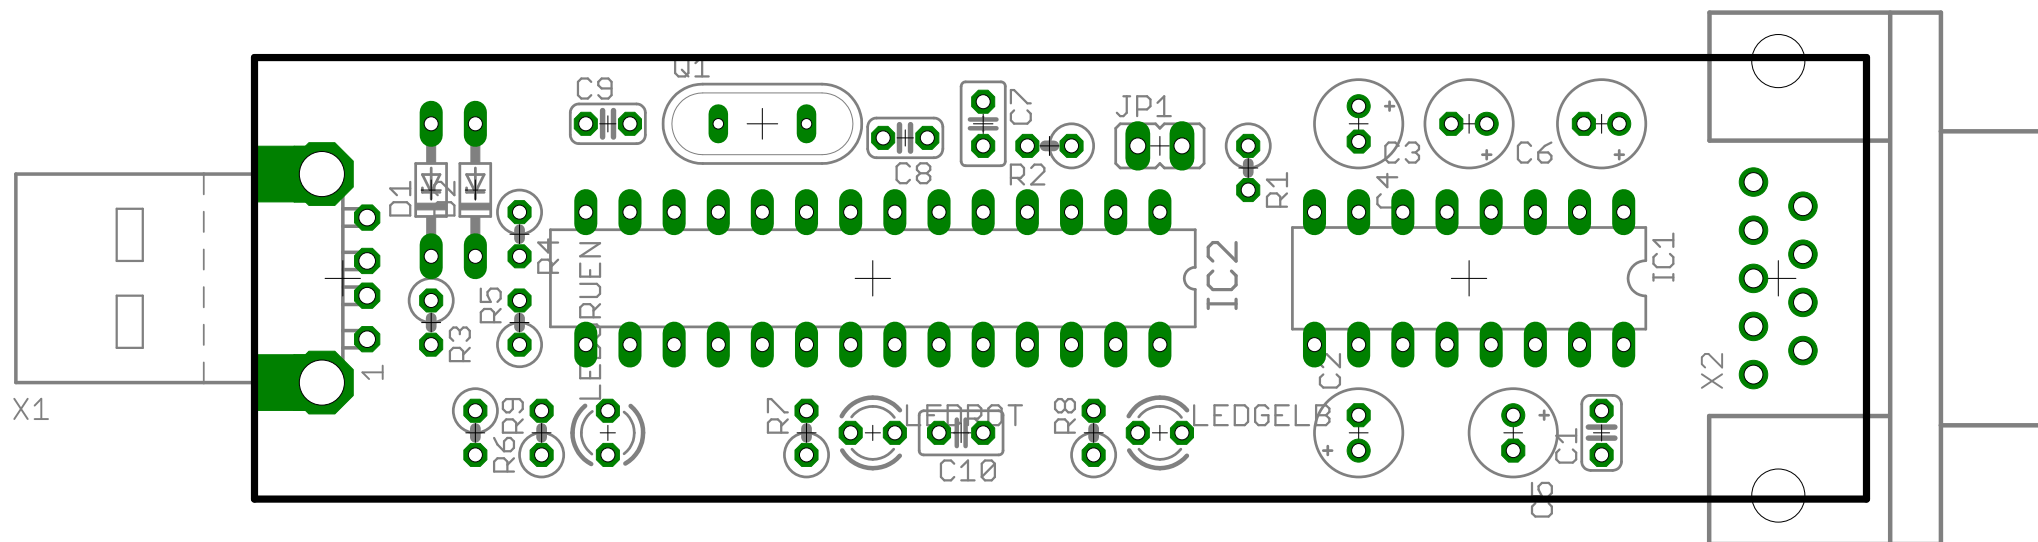 Q1
C9
C7
JP1
C8
R2
C3
C6
D1
D2
R1
C4
R4
IC2
IC1
LEDGRUEN
R5
R3
1
C2
X2
X1
R9
R7
LEDROT
R8
LEDGELB
R6
C10
C1
C5